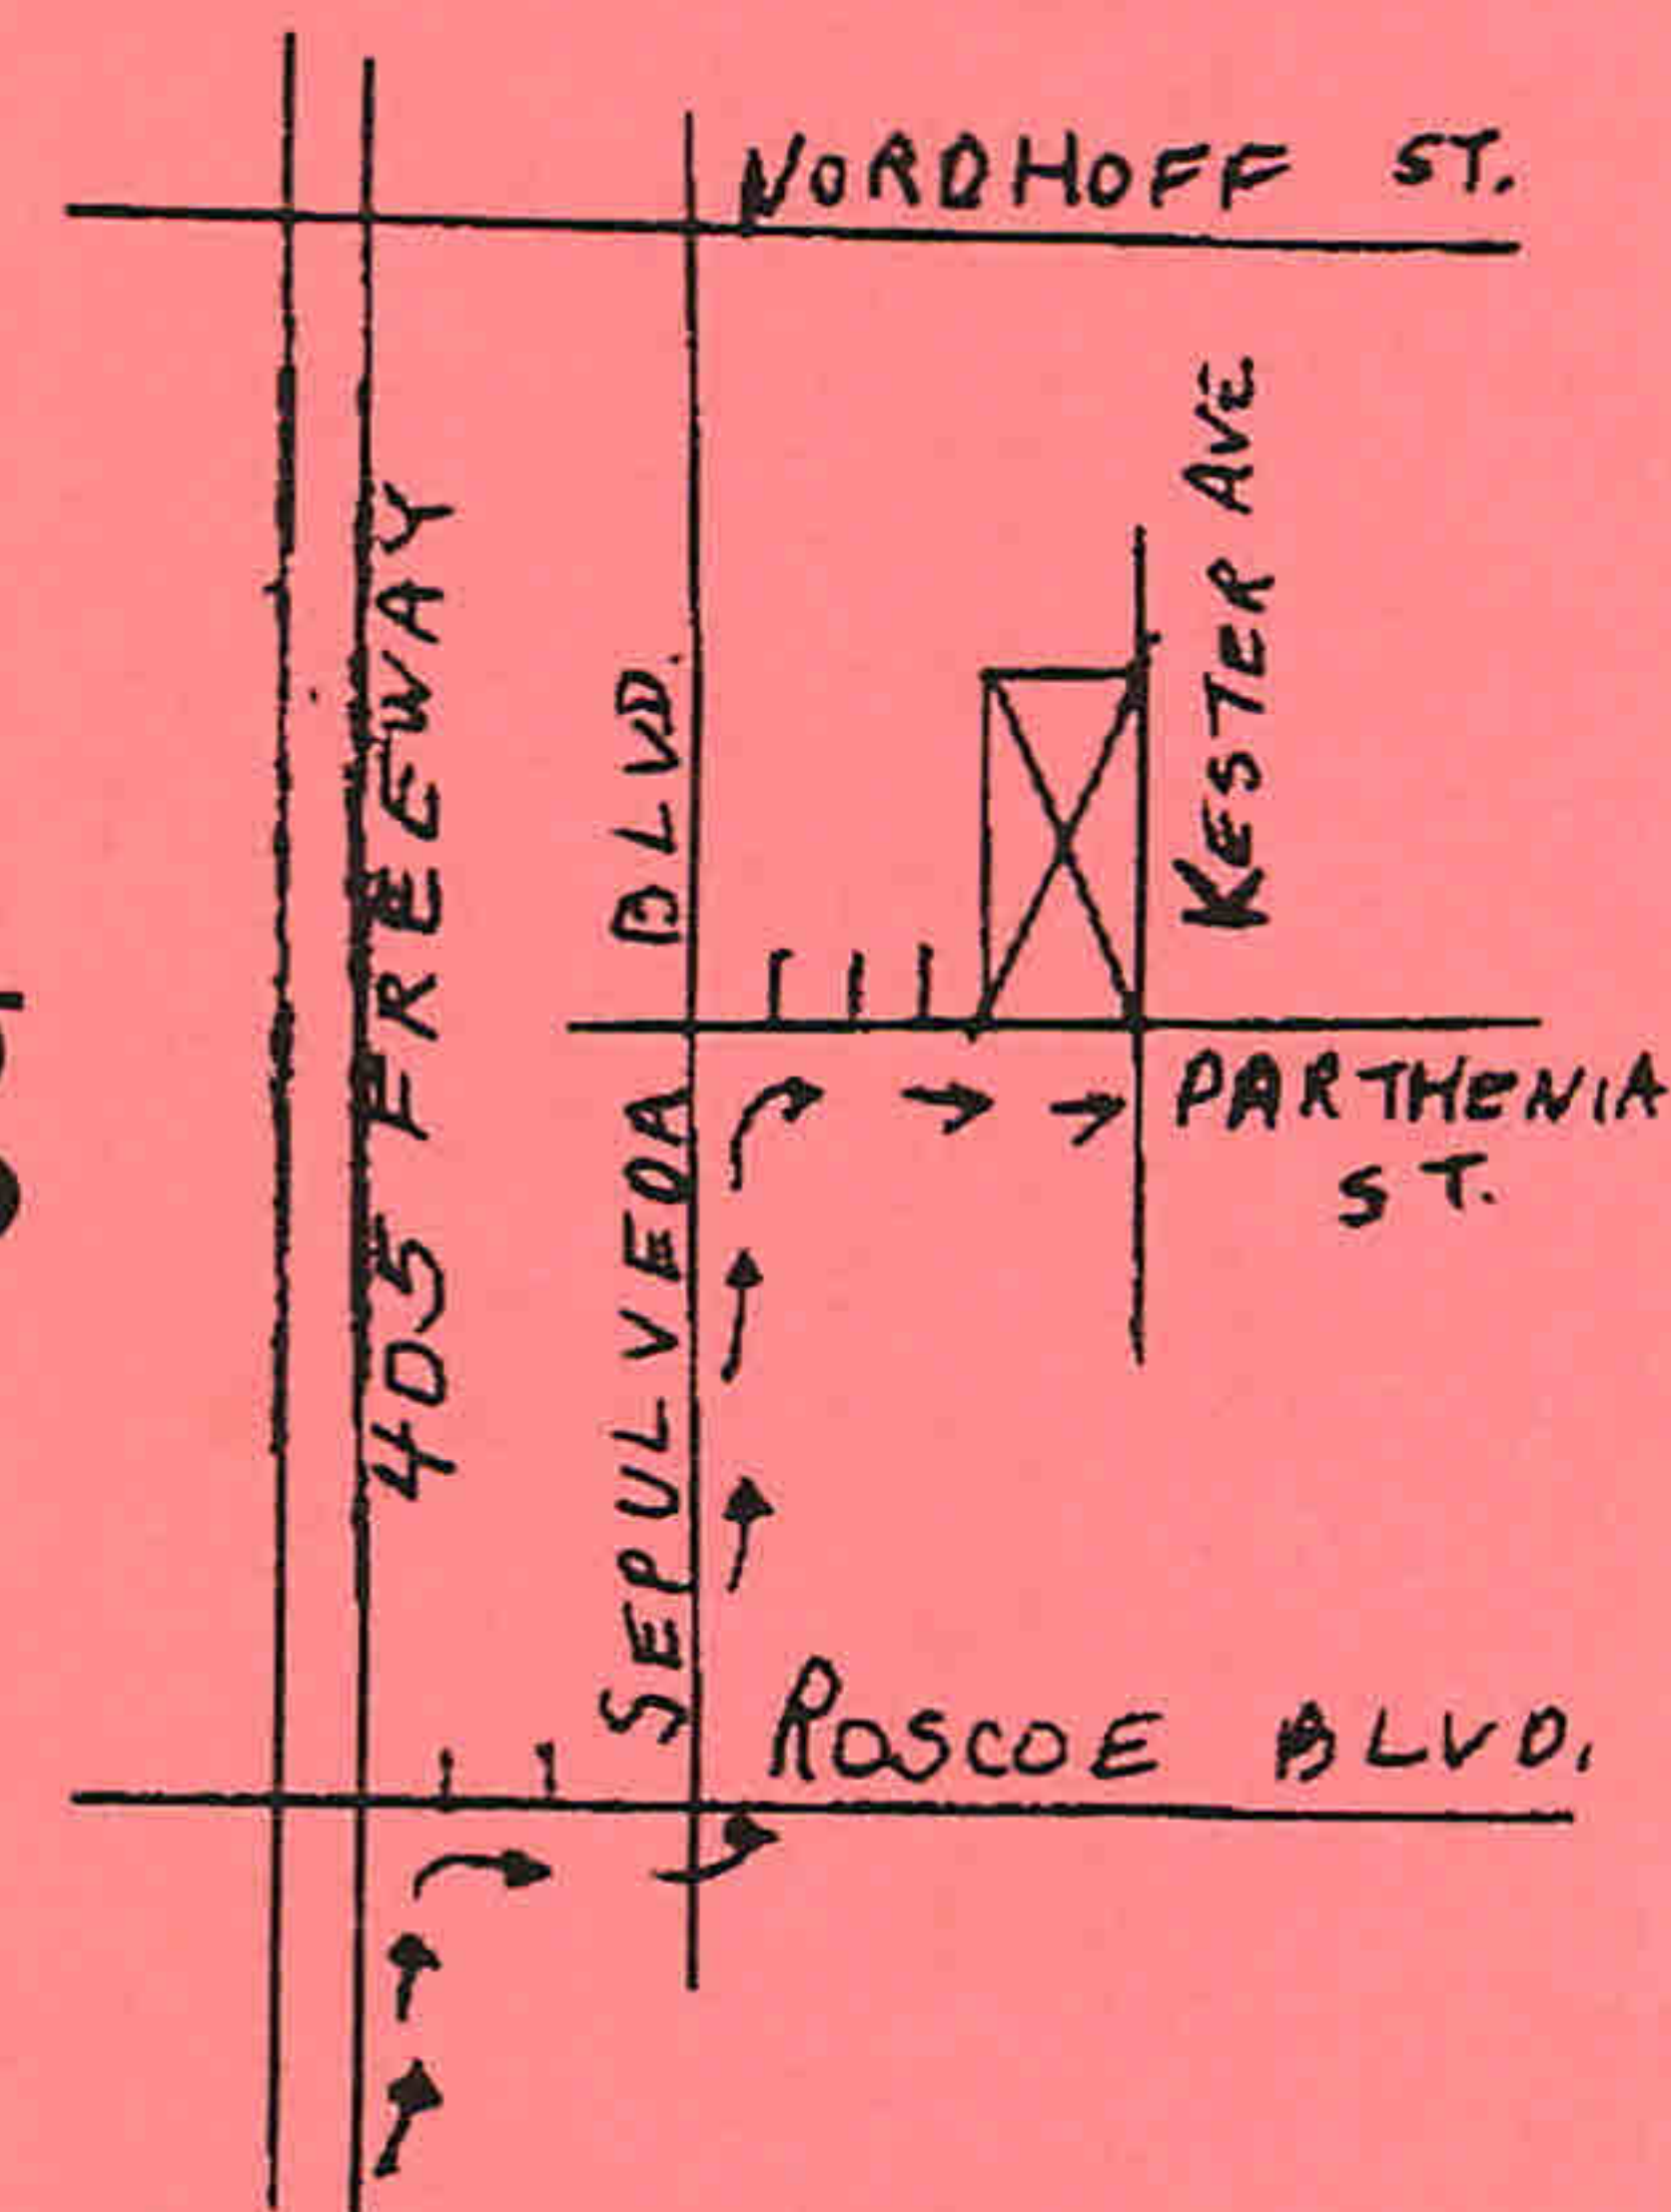 NORDHOFF ST.
405 FREEWAY
SEPULVEDA BLVD.
KESTER AVE
PARTHENIA
ST.
ROSCOE BLVD.